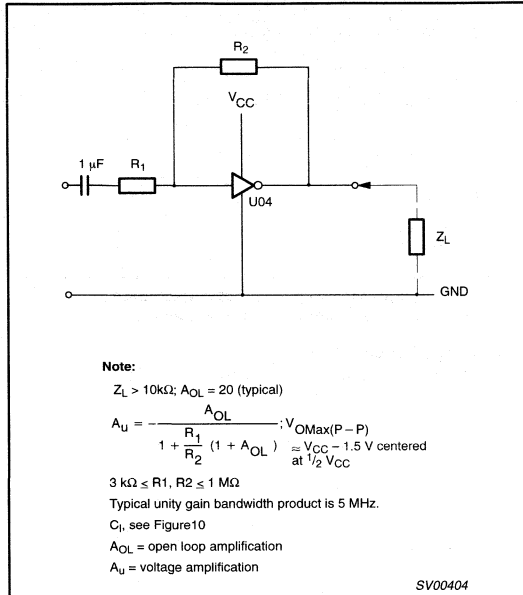 R2
VCC
1 µF
R1
U04
ZL
GND
Note:
ZL > 10kΩ; AOL = 20 (typical)
Au = − AOL / 1 + R1/R2 (1 + AOL) ; VOMax(P – P) ≈ VCC – 1.5 V centered at 1/2 VCC
3 kΩ ≤ R1, R2 ≤ 1 MΩ
Typical unity gain bandwidth product is 5 MHz.
CI, see Figure10
AOL = open loop amplification
Au = voltage amplification
SV00404